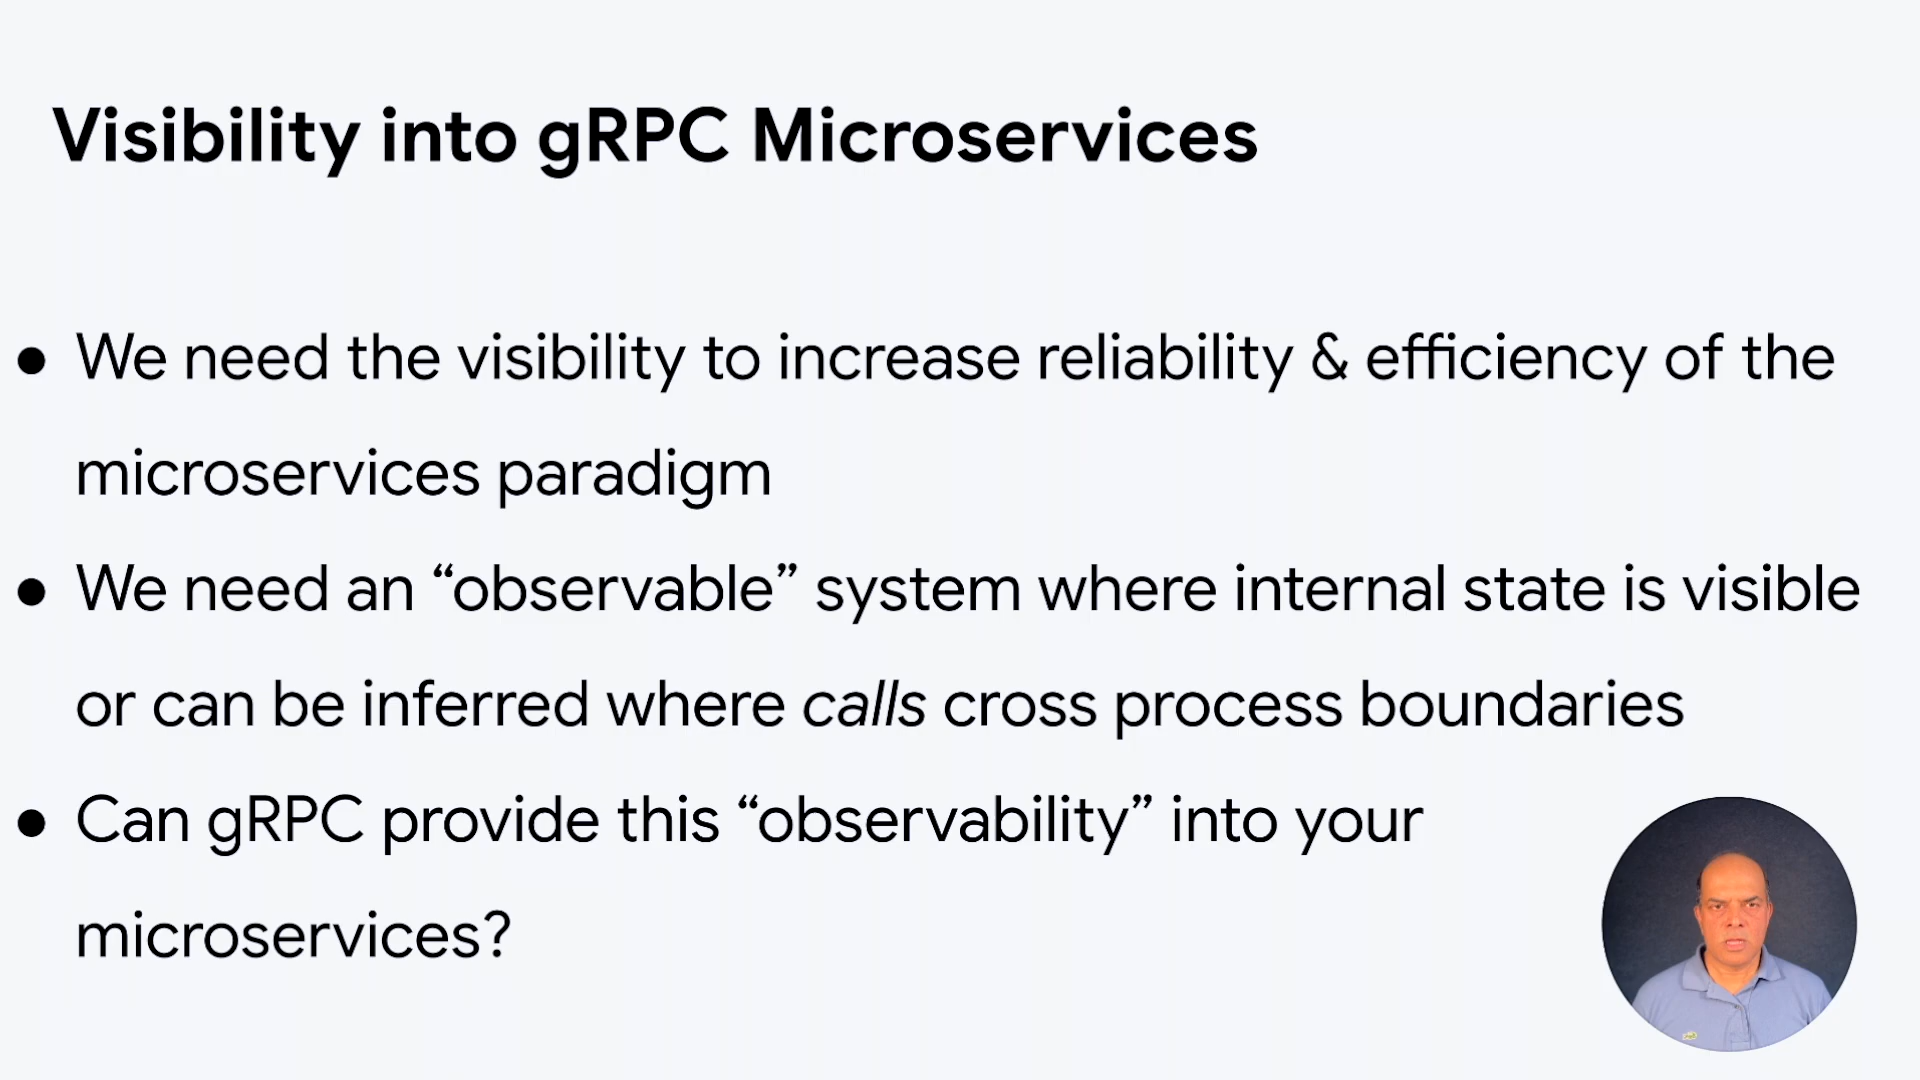 Visibility into gRPC Microservices
● We need the visibility to increase reliability & efficiency of the
microservices paradigm
● We need an “observable” system where internal state is visible
or can be inferred where calls cross process boundaries
● Can gRPC provide this “observability” into your
microservices?